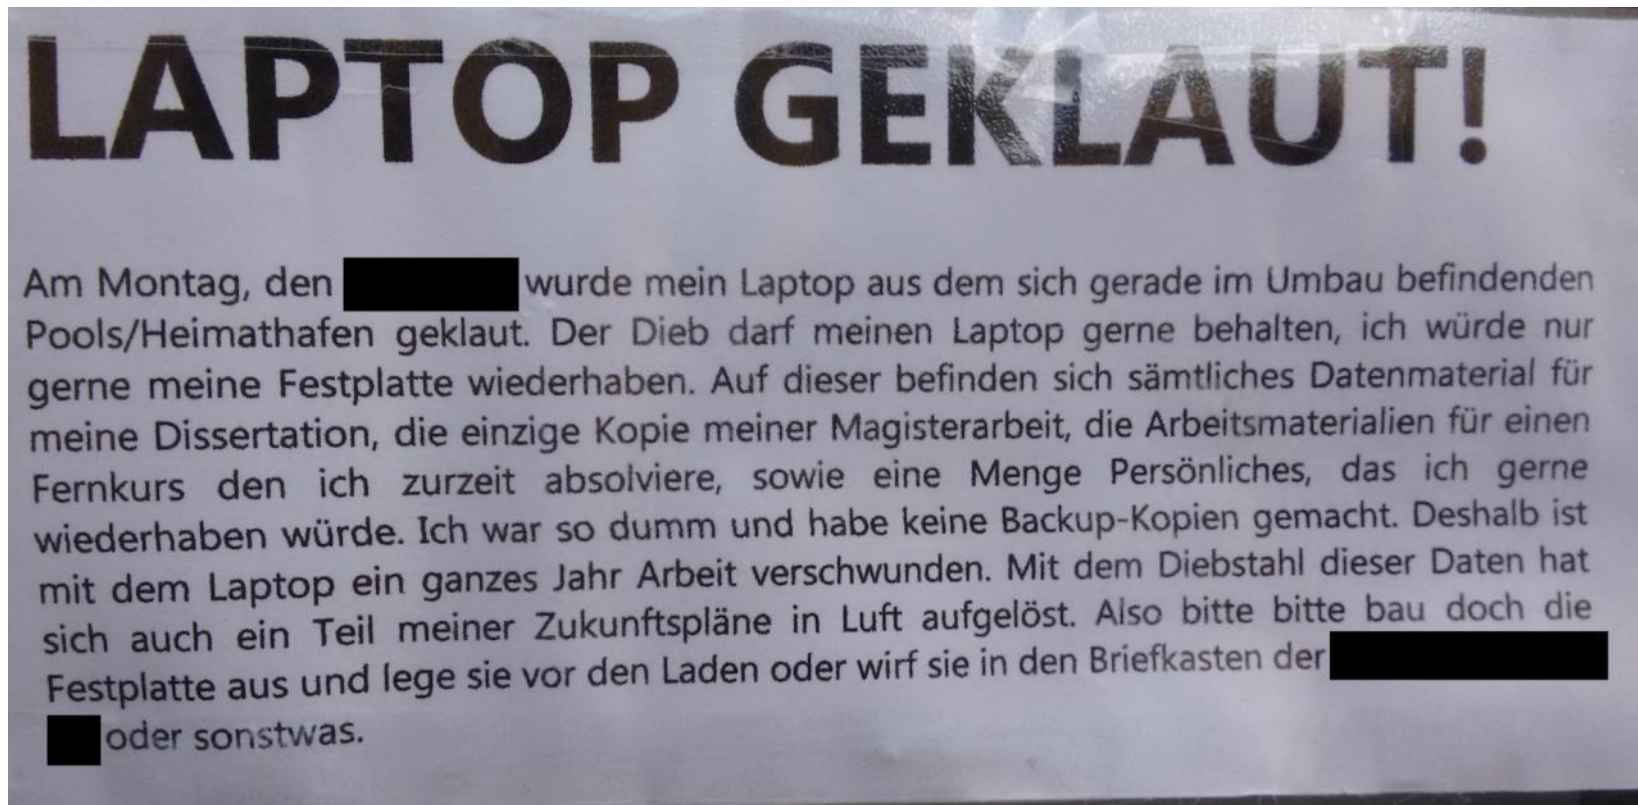 LAPTOP GEKLAUT!
Am Montag, den wurde mein Laptop aus dem sich gerade im Umbau befindenden
Pools/Heimathafen geklaut. Der Dieb darf meinen Laptop gerne behalten, ich würde nur
gerne meine Festplatte wiederhaben. Auf dieser befinden sich sämtliches Datenmaterial für
meine Dissertation, die einzige Kopie meiner Magisterarbeit, die Arbeitsmaterialien für einen
Fernkurs den ich zurzeit absolviere, sowie eine Menge Persönliches, das ich gerne
wiederhaben würde. Ich war so dumm und habe keine Backup-Kopien gemacht. Deshalb ist
mit dem Laptop ein ganzes Jahr Arbeit verschwunden. Mit dem Diebstahl dieser Daten hat
sich auch ein Teil meiner Zukunftspläne in Luft aufgelöst. Also bitte bitte bau doch die
Festplatte aus und lege sie vor den Laden oder wirf sie in den Briefkasten der
oder sonstwas.